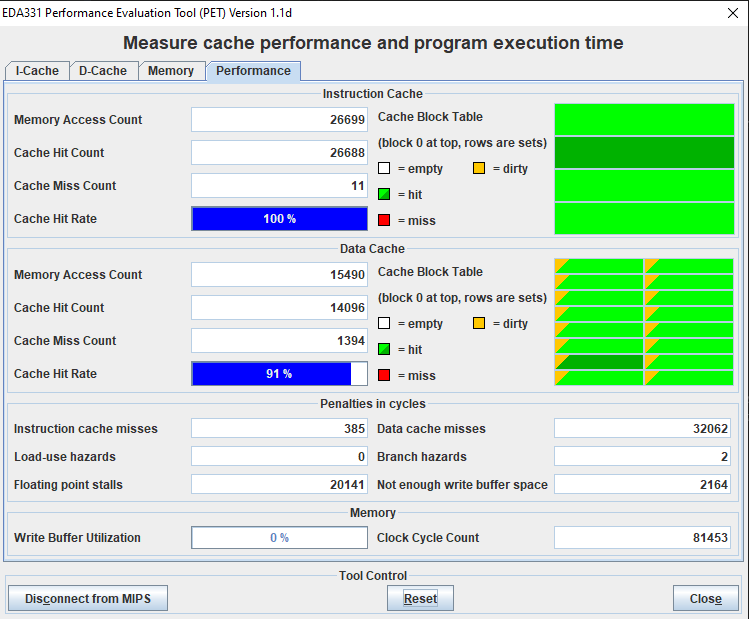 EDA331 Performance Evaluation Tool (PET) Version 1.1d
Measure cache performance and program execution time
I-Cache D-Cache Memory Performance
Instruction Cache
Memory Access Count 26699 Cache Block Table
(block 0 at top, rows are sets)
Cache Hit Count 26688
= empty = dirty
Cache Miss Count 11
= hit
Cache Hit Rate 100 % = miss
Data Cache
Memory Access Count 15490 Cache Block Table
(block 0 at top, rows are sets)
Cache Hit Count 14096
= empty = dirty
Cache Miss Count 1394
= hit
Cache Hit Rate 91 % = miss
Penalties in cycles
Instruction cache misses 385 Data cache misses 32062
Load-use hazards 0 Branch hazards 2
Floating point stalls 20141 Not enough write buffer space 2164
Memory
Write Buffer Utilization 0 % Clock Cycle Count 81453
Tool Control
Disconnect from MIPS Reset Close